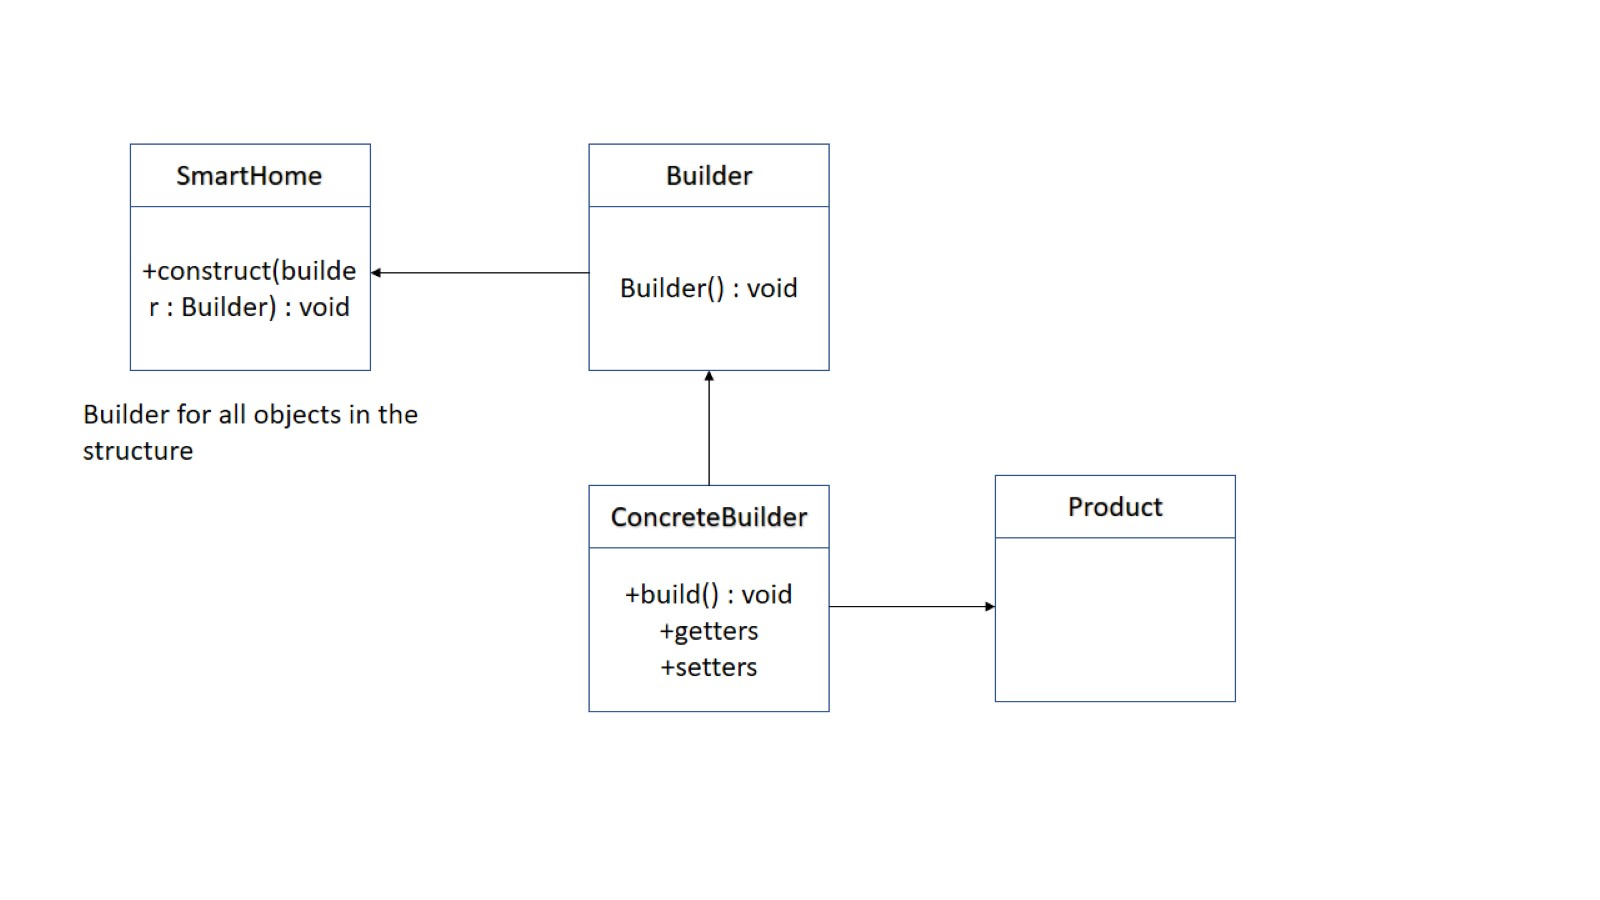 SmartHome
+construct(builde
r : Builder) : void
Builder for all objects in the
structure
Builder
Builder() : void
ConcreteBuilder
+build() : void
+getters
+setters
Product